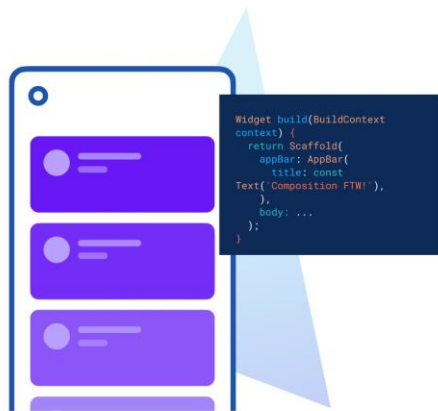 Widget build(BuildContext
context) {
return Scaffold(
appBar: AppBar(
title: const
Text('Composition FTW!'),
),
body: ...
);
}